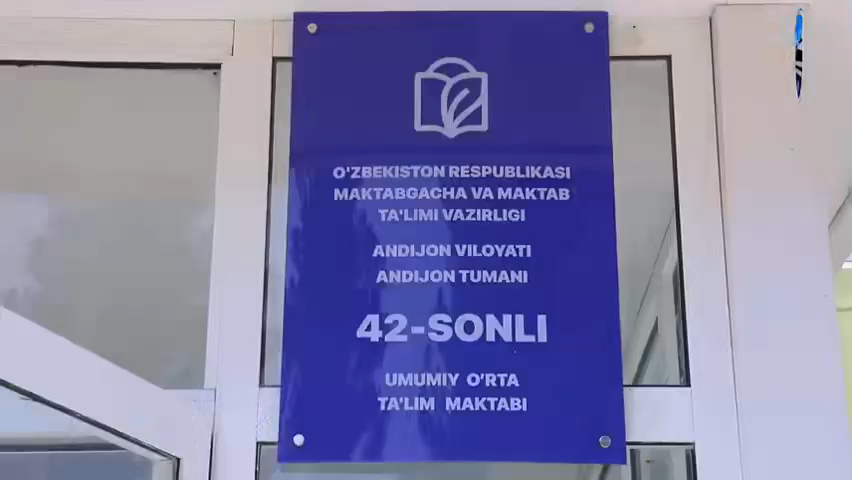 O'ZBEKISTON RESPUBLIKASI
MAKTABGACHA VA MAKTAB
TA'LIMI VAZIRLIGI
ANDIJON VILOYATI
ANDIJON TUMANI
42-SONLI
UMUMIY O'RTA
TA'LIM MAKTABI